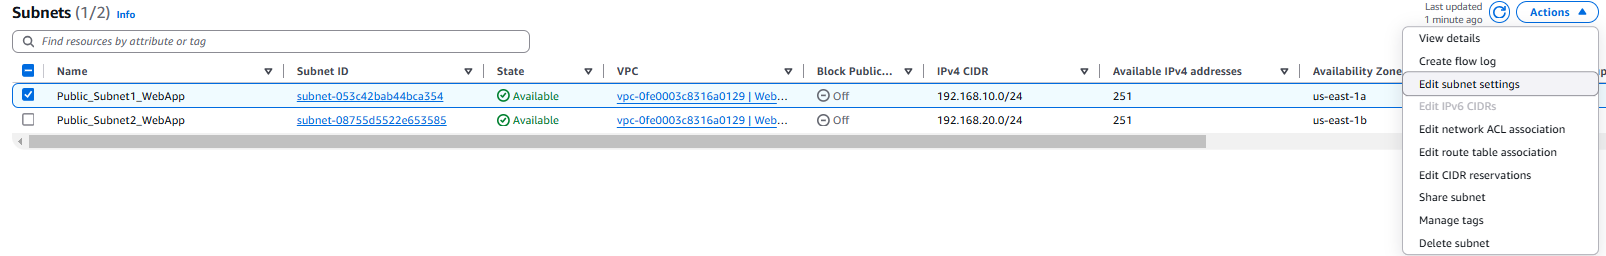 Subnets (1/2) Info
Last updated
1 minute ago
Actions
Find resources by attribute or tag
Name Subnet ID State VPC Block Public... IPv4 CIDR Available IPv4 addresses Availability Zone
Public_Subnet1_WebApp subnet-053c42bab44bca354 Available vpc-0fe0003c8316a0129 | Web... Off 192.168.10.0/24 251 us-east-1a
Public_Subnet2_WebApp subnet-08755d5522e653585 Available vpc-0fe0003c8316a0129 | Web... Off 192.168.20.0/24 251 us-east-1b
View details
Create flow log
Edit subnet settings
Edit IPv6 CIDRs
Edit network ACL association
Edit route table association
Edit CIDR reservations
Share subnet
Manage tags
Delete subnet